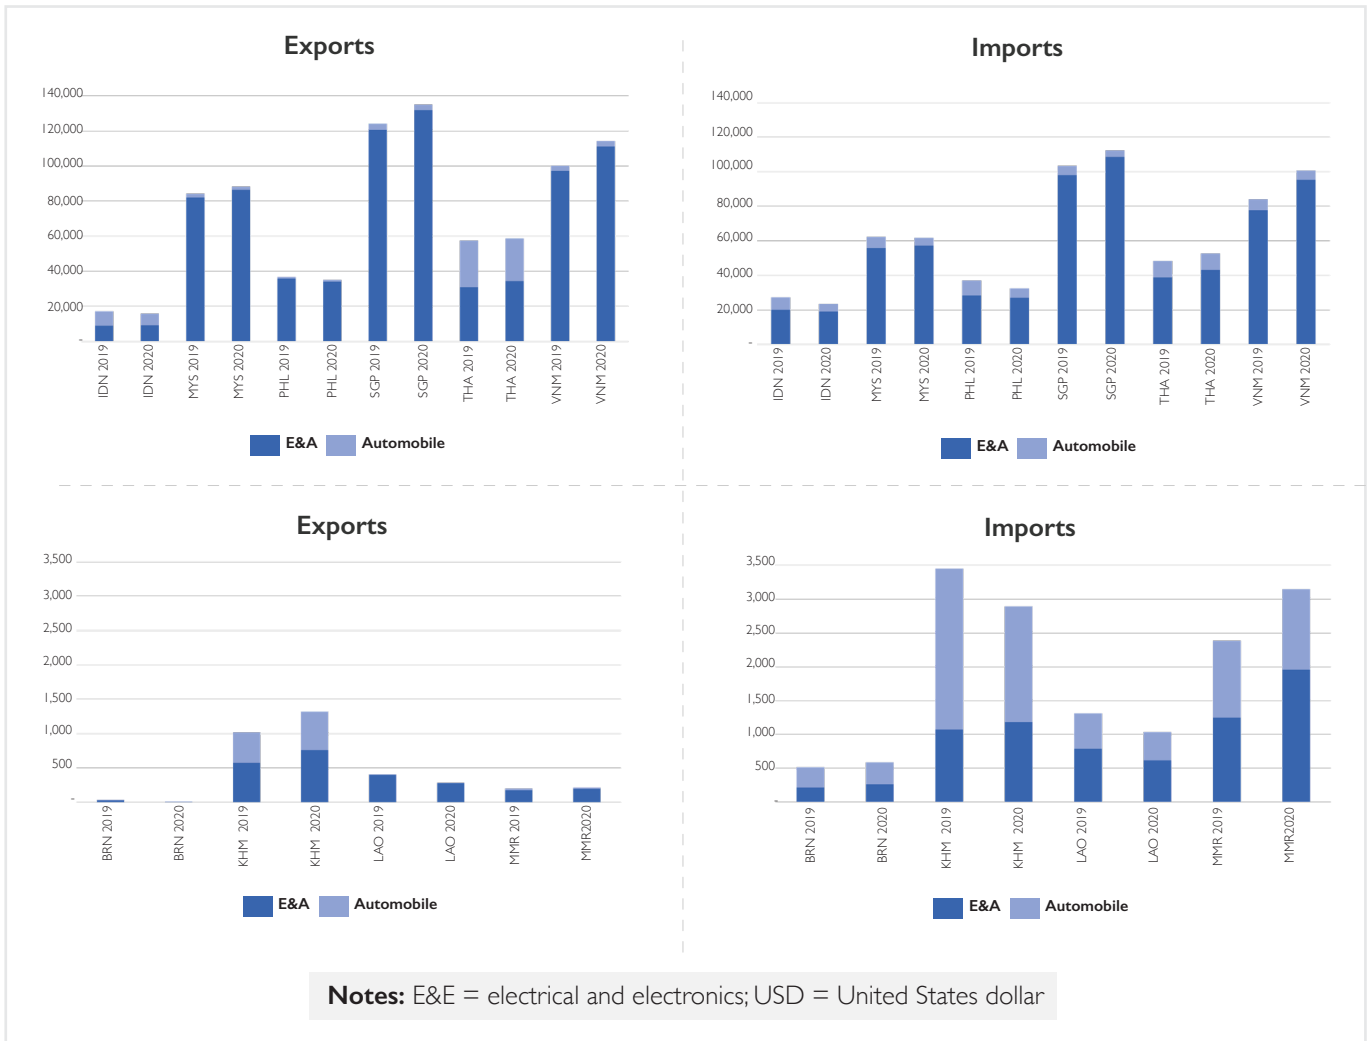 Exports
140,000
120,000
100,000
80,000
60,000
40,000
20,000
-
IDN 2019
IDN 2020
MYS 2019
MYS 2020
PHL 2019
PHL 2020
SGP 2019
SGP 2020
THA 2019
THA 2020
VNM 2019
VNM 2020
E&A Automobile
Imports
140,000
120,000
100,000
80,000
60,000
40,000
20,000
-
IDN 2019
IDN 2020
MYS 2019
MYS 2020
PHL 2019
PHL 2020
SGP 2019
SGP 2020
THA 2019
THA 2020
VNM 2019
VNM 2020
E&A Automobile
Exports
3,500
3,000
2,500
2,000
1,500
1,000
500
-
BRN 2019
BRN 2020
KHM 2019
KHM 2020
LAO 2019
LAO 2020
MMR 2019
MMR2020
E&A Automobile
Imports
3,500
3,000
2,500
2,000
1,500
1,000
500
-
BRN 2019
BRN 2020
KHM 2019
KHM 2020
LAO 2019
LAO 2020
MMR 2019
MMR2020
E&A Automobile
Notes: E&E = electrical and electronics; USD = United States dollar